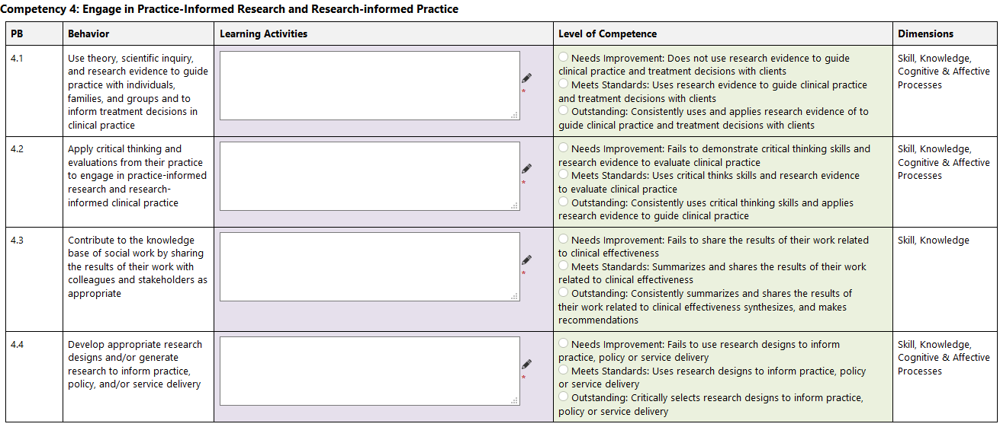 Competency 4: Engage in Practice-Informed Research and Research-informed Practice
PB
Behavior
Learning Activities
Level of Competence
Dimensions
4.1
Use theory, scientific inquiry,
and research evidence to guide
practice with individuals,
families, and groups and to
inform treatment decisions in
clinical practice
*
Needs Improvement: Does not use research evidence to guide
clinical practice and treatment decisions with clients
Meets Standards: Uses research evidence to guide clinical practice
and treatment decisions with clients
Outstanding: Consistently uses and applies research evidence of to
guide clinical practice and treatment decisions with clients
Skill, Knowledge,
Cognitive & Affective
Processes
4.2
Apply critical thinking and
evaluations from their practice
to engage in practice-informed
research and research-
informed clinical practice
*
Needs Improvement: Fails to demonstrate critical thinking skills and
research evidence to evaluate clinical practice
Meets Standards: Uses critical thinks skills and research evidence
to evaluate clinical practice
Outstanding: Consistently uses critical thinking skills and applies
research evidence to guide clinical practice
Skill, Knowledge,
Cognitive & Affective
Processes
4.3
Contribute to the knowledge
base of social work by sharing
the results of their work with
colleagues and stakeholders as
appropriate
*
Needs Improvement: Fails to share the results of their work related
to clinical effectiveness
Meets Standards: Summarizes and shares the results of their work
related to clinical effectiveness
Outstanding: Consistently summarizes and shares the results of
their work related to clinical effectiveness synthesizes, and makes
recommendations
Skill, Knowledge
4.4
Develop appropriate research
designs and/or generate
research to inform practice,
policy, and/or service delivery
*
Needs Improvement: Fails to use research designs to inform
practice, policy or service delivery
Meets Standards: Uses research designs to inform practice, policy
or service delivery
Outstanding: Critically selects research designs to inform practice,
policy or service delivery
Skill, Knowledge,
Cognitive & Affective
Processes